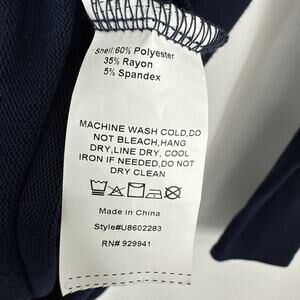 Shell:60% Polyester
35% Rayon
5% Spandex
MACHINE WASH COLD,DO
NOT BLEACH,HANG
DRY,LINE DRY, COOL
IRON IF NEEDED,DO NOT
DRY CLEAN
Made in China
Style#U8602283
RN# 929941